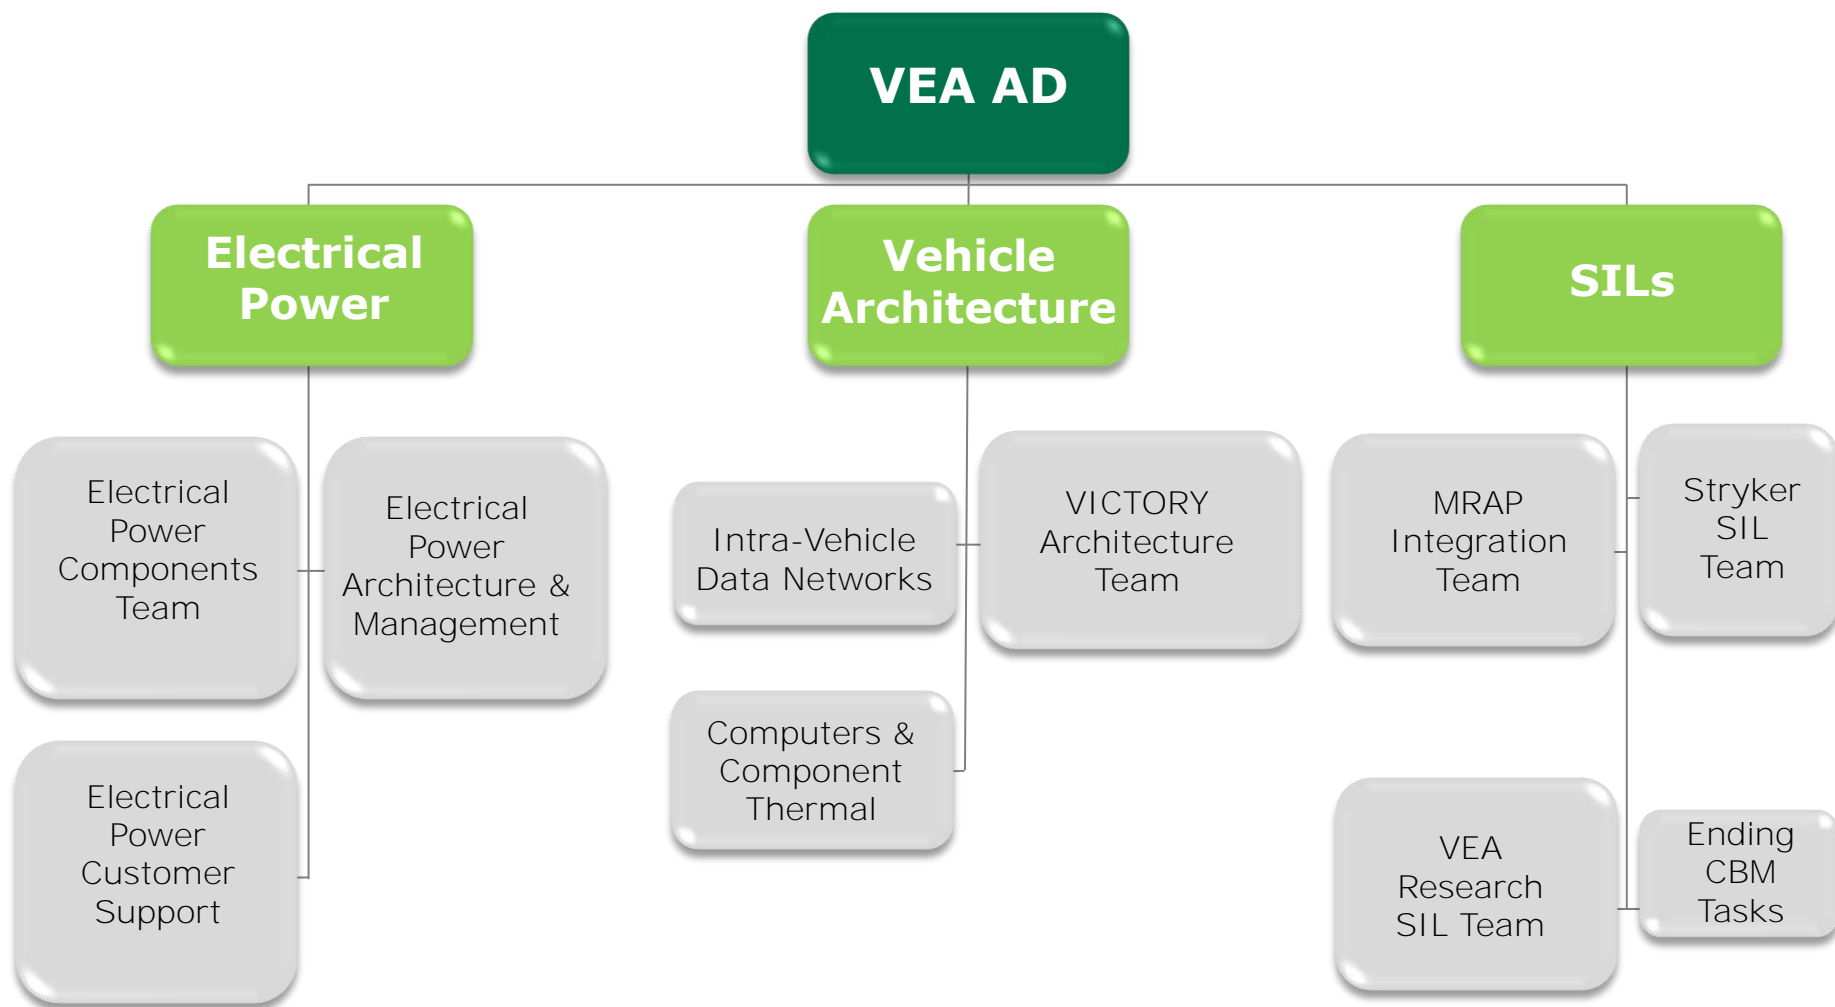 VEA AD
Electrical
Power
Vehicle
Architecture
SILs
Electrical
Power
Components
Team
Electrical
Power
Architecture &
Management
Electrical
Power
Customer
Support
Intra-Vehicle
Data Networks
VICTORY
Architecture
Team
Computers &
Component
Thermal
MRAP
Integration
Team
Stryker
SIL
Team
VEA
Research
SIL Team
Ending
CBM
Tasks